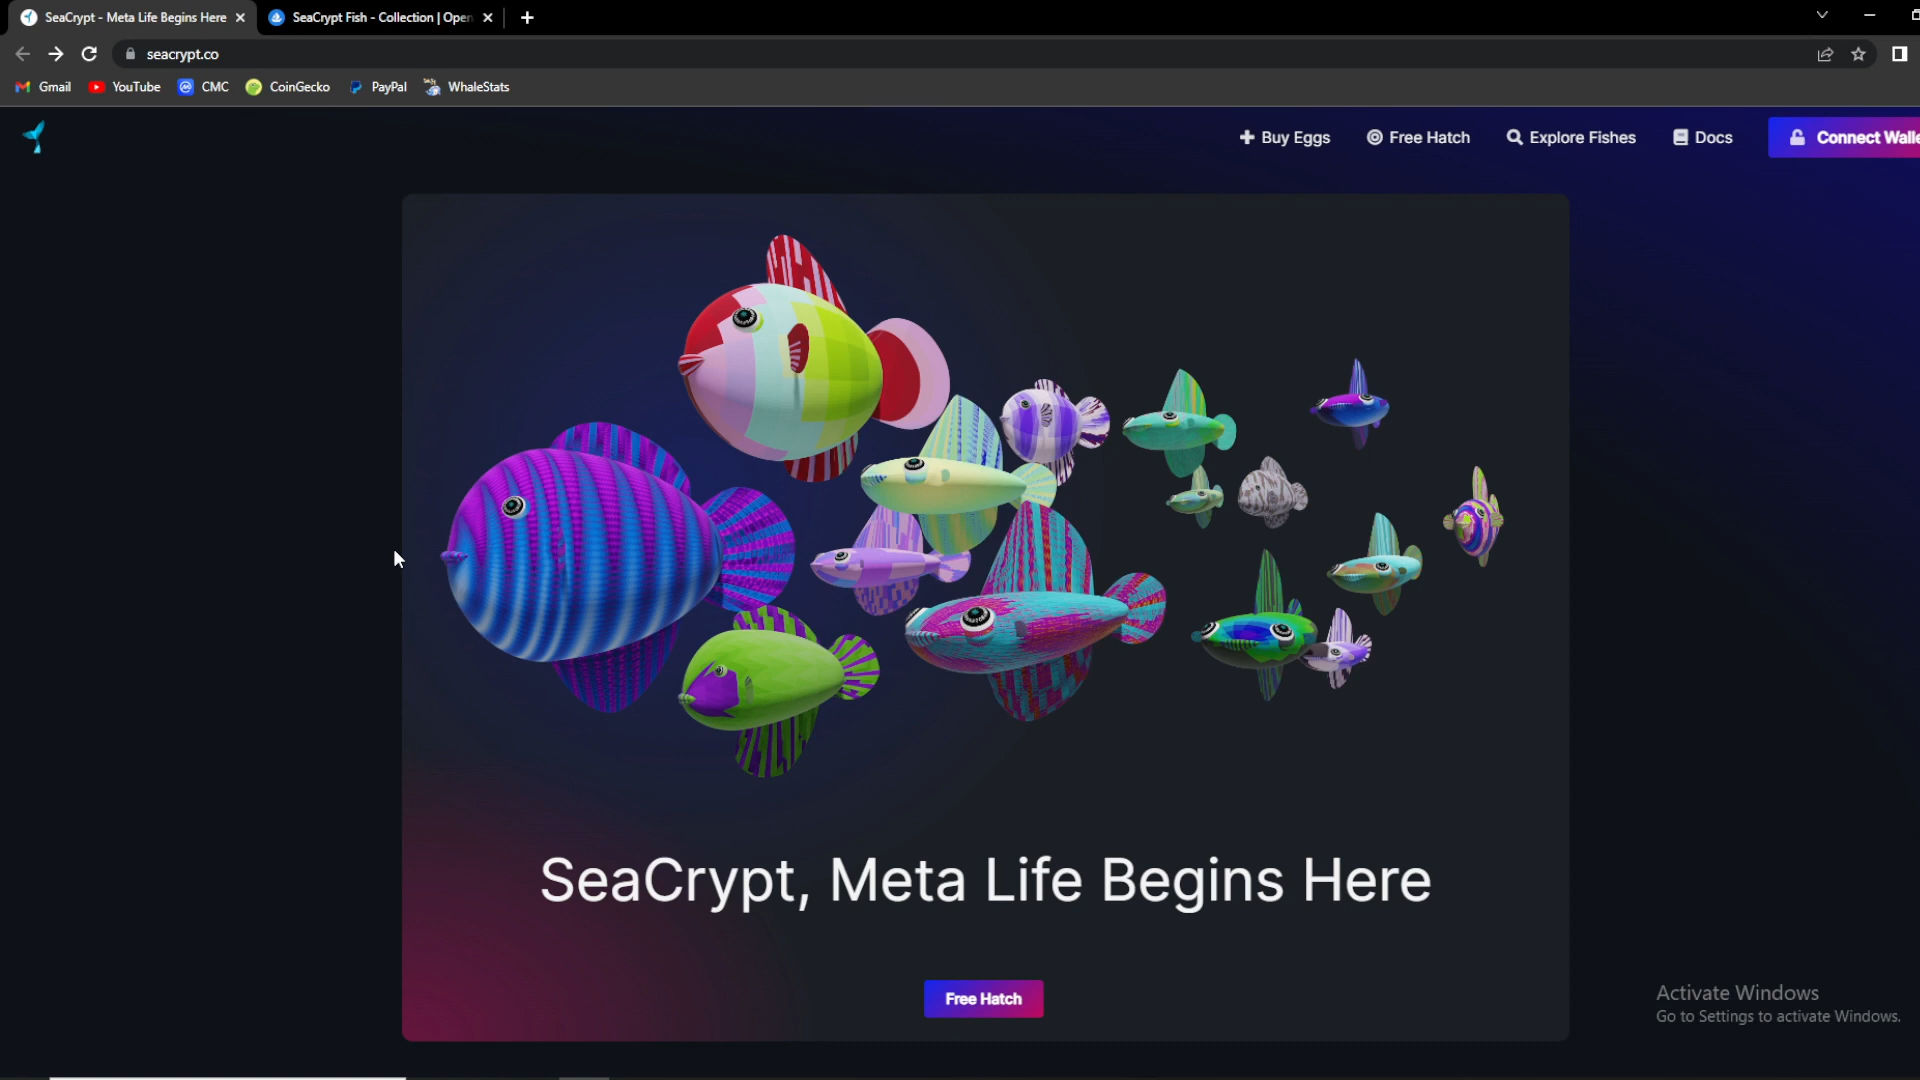 SeaCrypt - Meta Life Begins Here
SeaCrypt Fish - Collection | Open
seacrypt.co
Gmail
YouTube
CMC
CoinGecko
PayPal
WhaleStats
Buy Eggs
Free Hatch
Explore Fishes
Docs
Connect Walle
SeaCrypt, Meta Life Begins Here
Free Hatch
Activate Windows
Go to Settings to activate Windows.